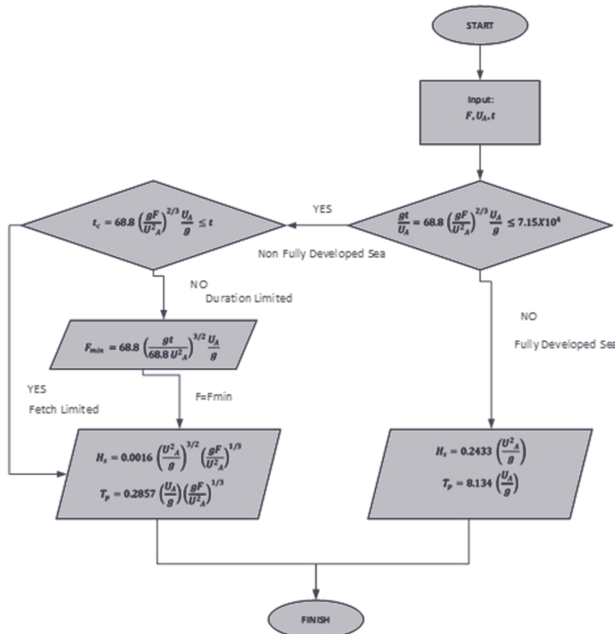 START
Input:
F, U_A, t
t_c = 68.8 (gF/U²_A)^{2/3} U_A/g ≤ t
YES
gt/U_A = 68.8 (gF/U²_A)^{2/3} U_A/g ≤ 7.15X10⁴
Non Fully Developed Sea
NO
Duration Limited
NO
Fully Developed Sea
F_min = 68.8 (gt/68.8 U²_A)^{3/2} U_A/g
YES
Fetch Limited
F=Fmin
H_s = 0.0016 (U²_A/g)^{3/2} (gF/U²_A)^{1/3}
T_p = 0.2857 (U_A/g) (gF/U²_A)^{1/3}
H_s = 0.2433 (U²_A/g)
T_p = 8.134 (U_A/g)
FINISH